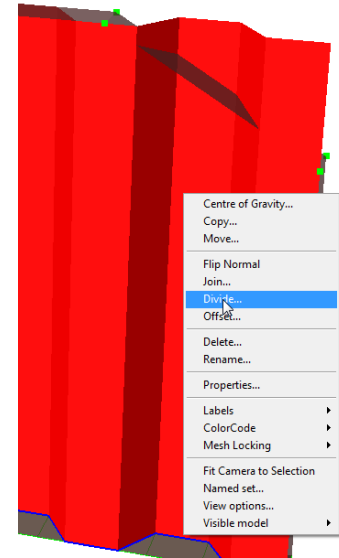 Centre of Gravity...
Copy...
Move...
Flip Normal
Join...
Divide...
Offset...
Delete...
Rename...
Properties...
Labels
ColorCode
Mesh Locking
Fit Camera to Selection
Named set...
View options...
Visible model